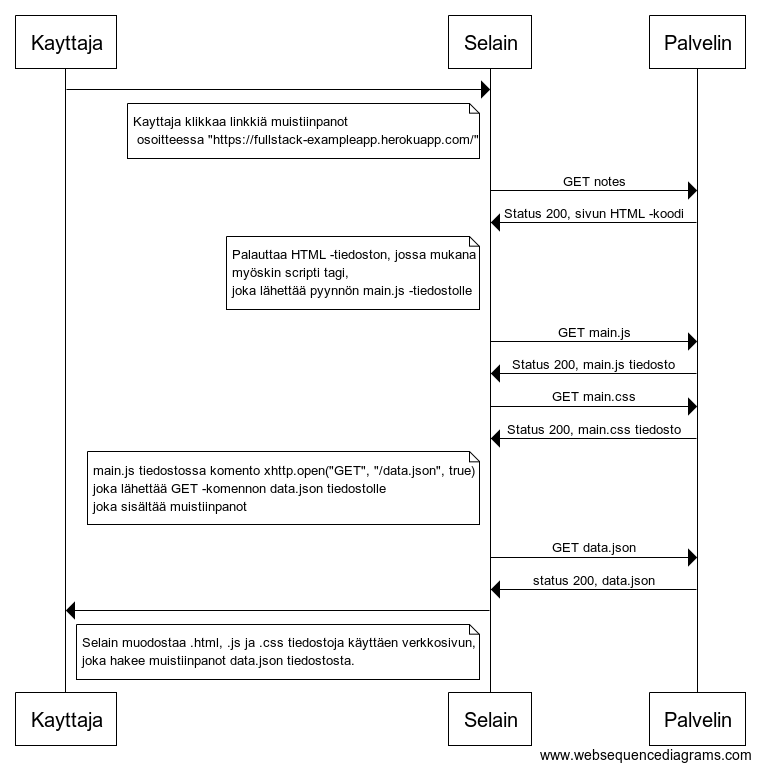 Kayttaja
Selain
Palvelin
Kayttaja klikkaa linkkiä muistiinpanot
osoitteessa "https://fullstack-exampleapp.herokuapp.com/"
GET notes
Status 200, sivun HTML -koodi
Palauttaa HTML -tiedoston, jossa mukana
myöskin scripti tagi,
joka lähettää pyynnön main.js -tiedostolle
GET main.js
Status 200, main.js tiedosto
GET main.css
Status 200, main.css tiedosto
main.js tiedostossa komento xhttp.open("GET", "/data.json", true)
joka lähettää GET -komennon data.json tiedostolle
joka sisältää muistiinpanot
GET data.json
status 200, data.json
Selain muodostaa .html, .js ja .css tiedostoja käyttäen verkkosivun,
joka hakee muistiinpanot data.json tiedostosta.
Kayttaja
Selain
Palvelin
www.websequencediagrams.com